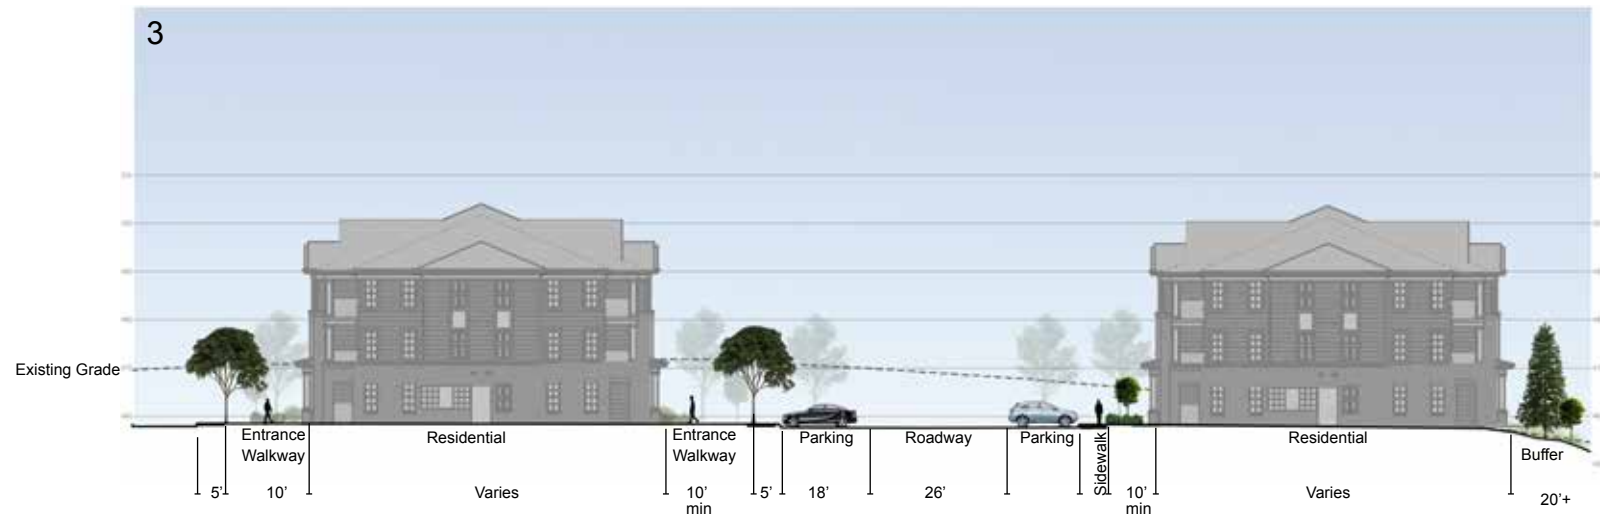 3
Existing Grade
Entrance
Walkway
Residential
Entrance
Walkway
Parking
Roadway
Parking
Sidewalk
Residential
Buffer
5’
10’
Varies
10’
min
5’
18’
26’
10’
min
Varies
20’+